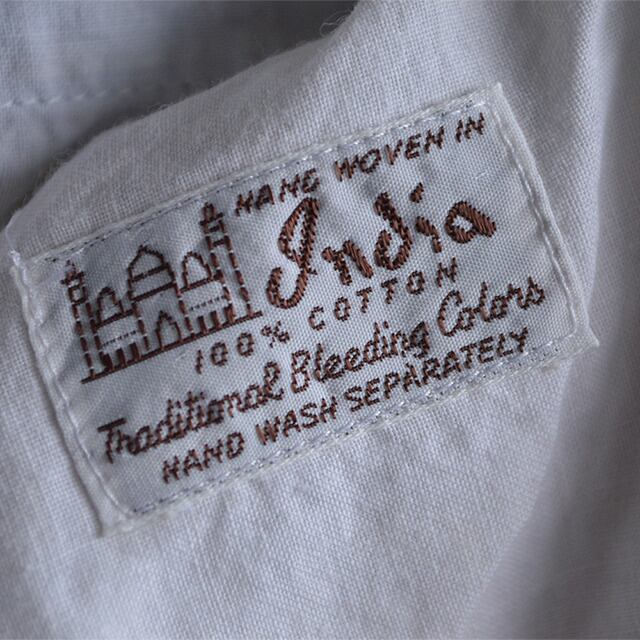 HAND WOVEN IN
India
100% COTTON
Traditional Bleeding Colors
HAND WASH SEPARATELY